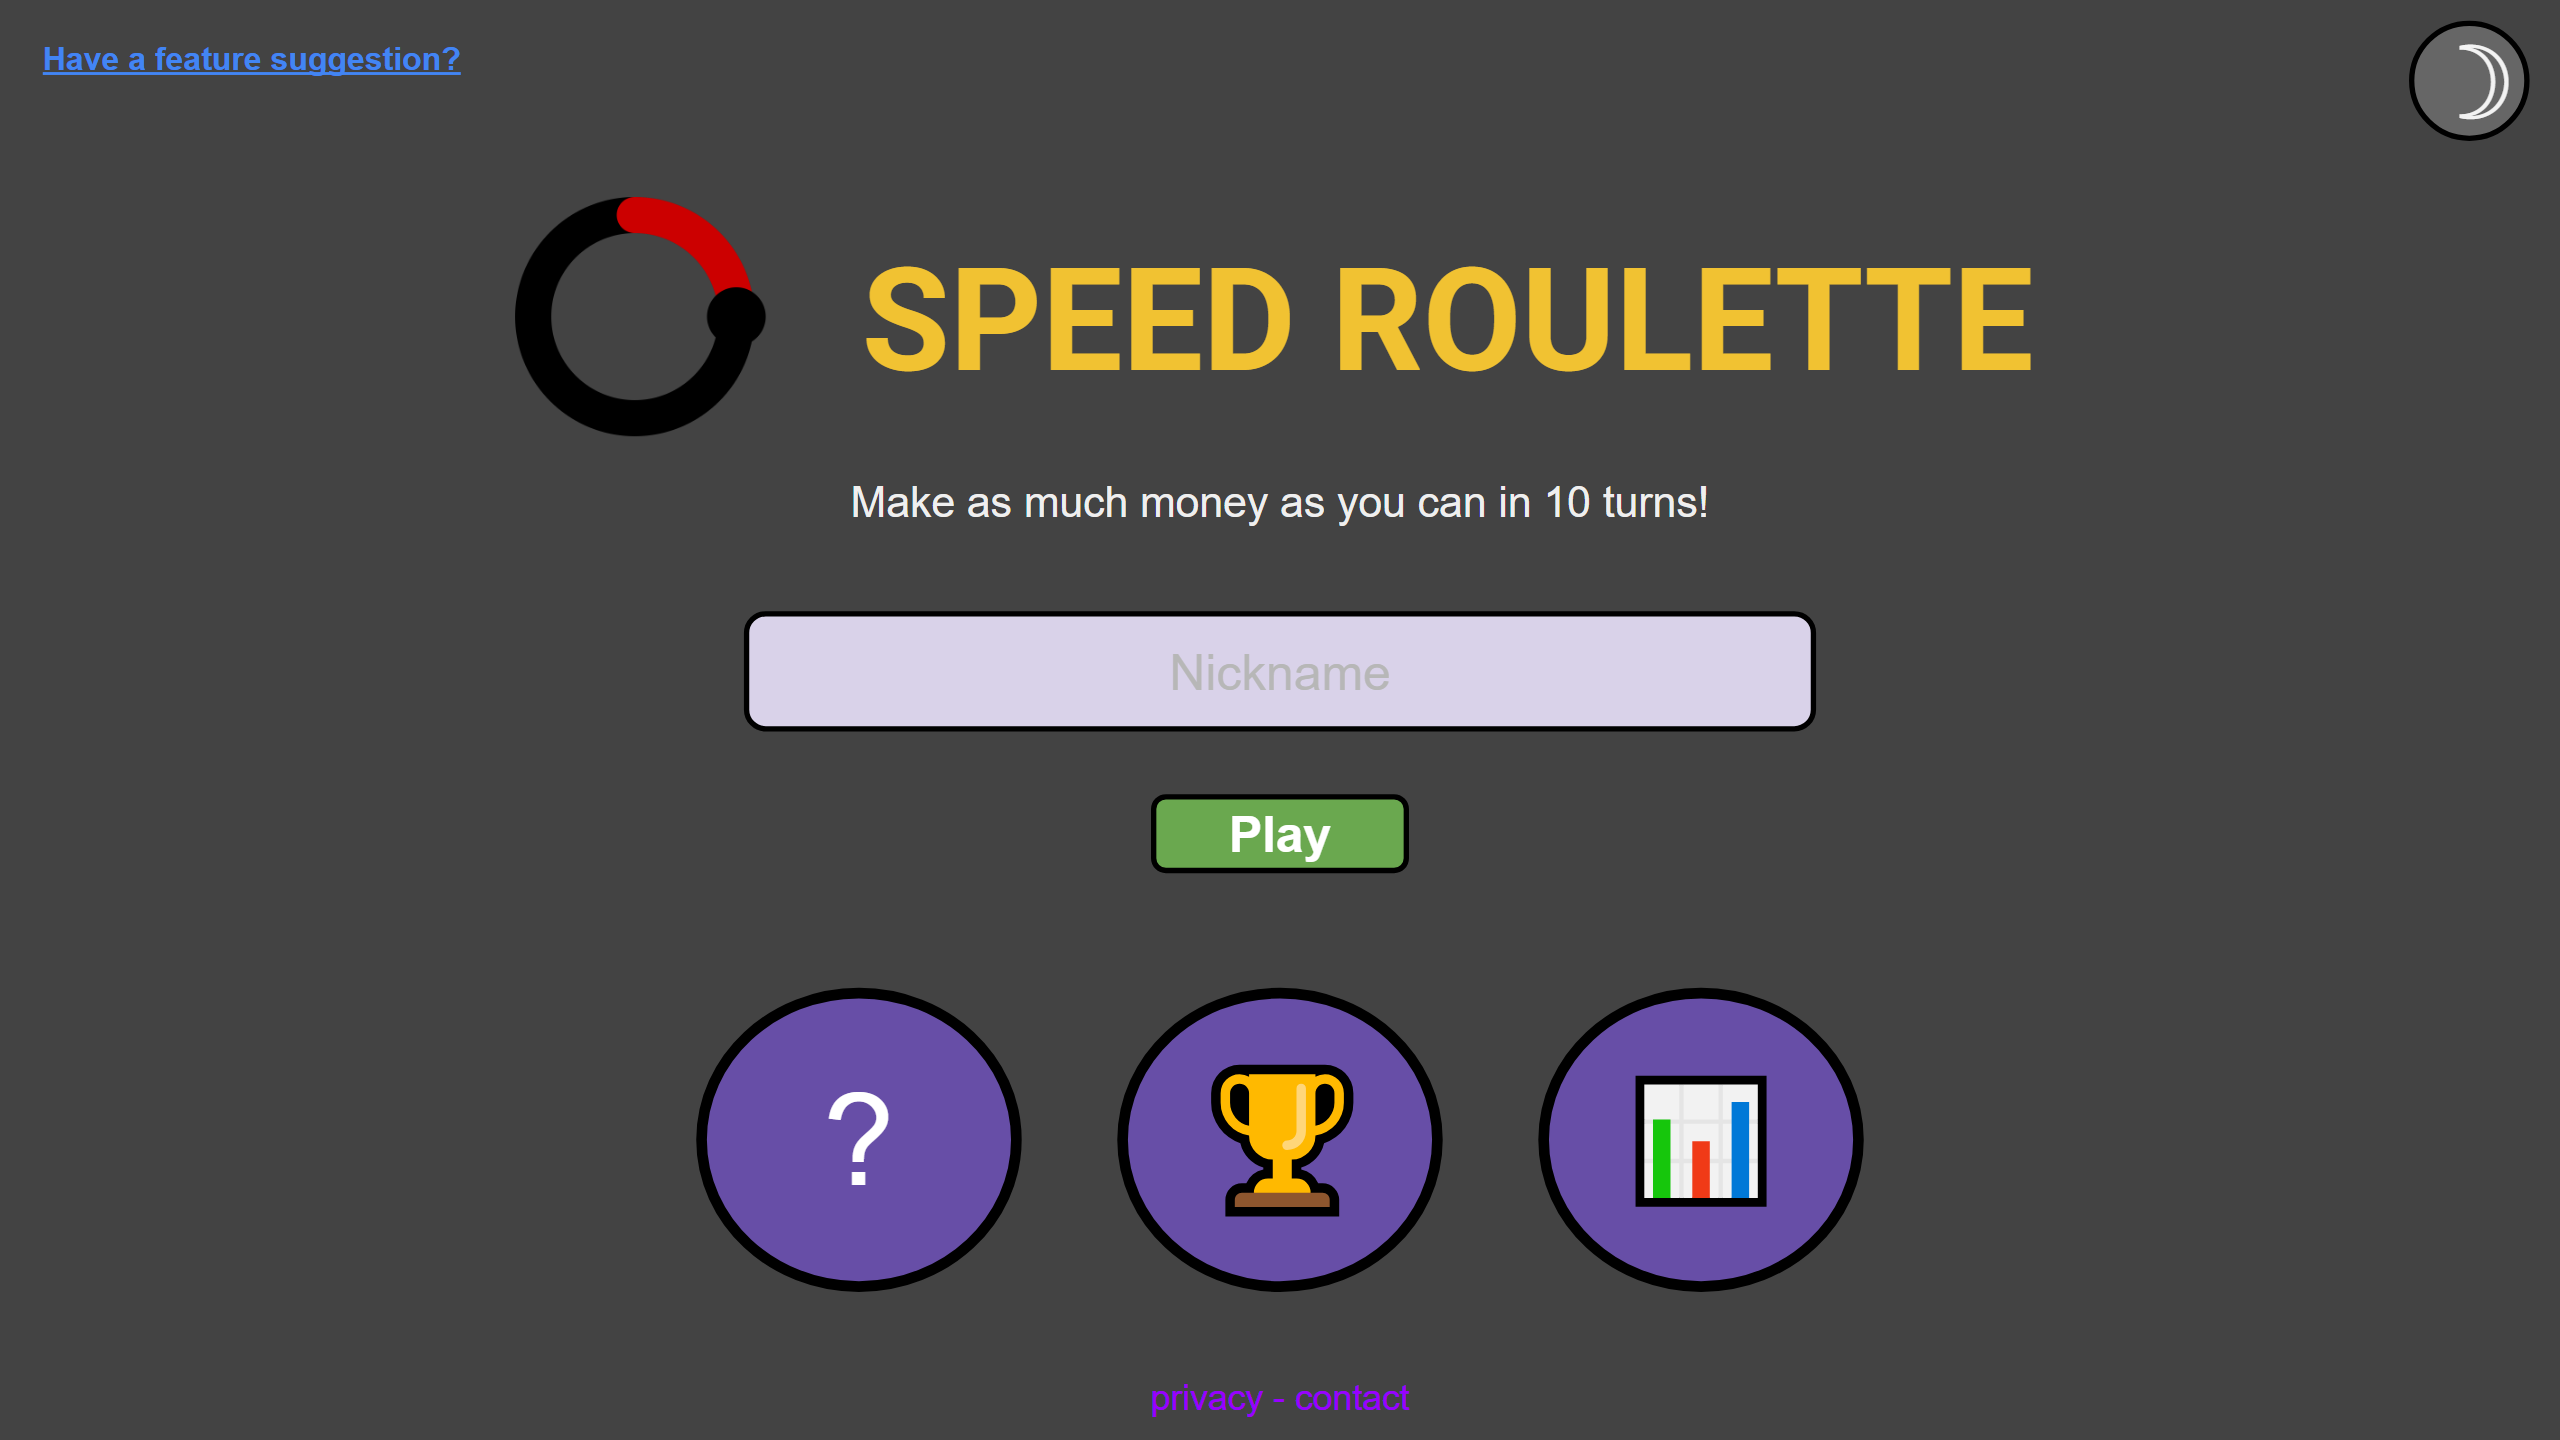 Have a feature suggestion?
SPEED ROULETTE
Make as much money as you can in 10 turns!
Nickname
Play
?
privacy - contact